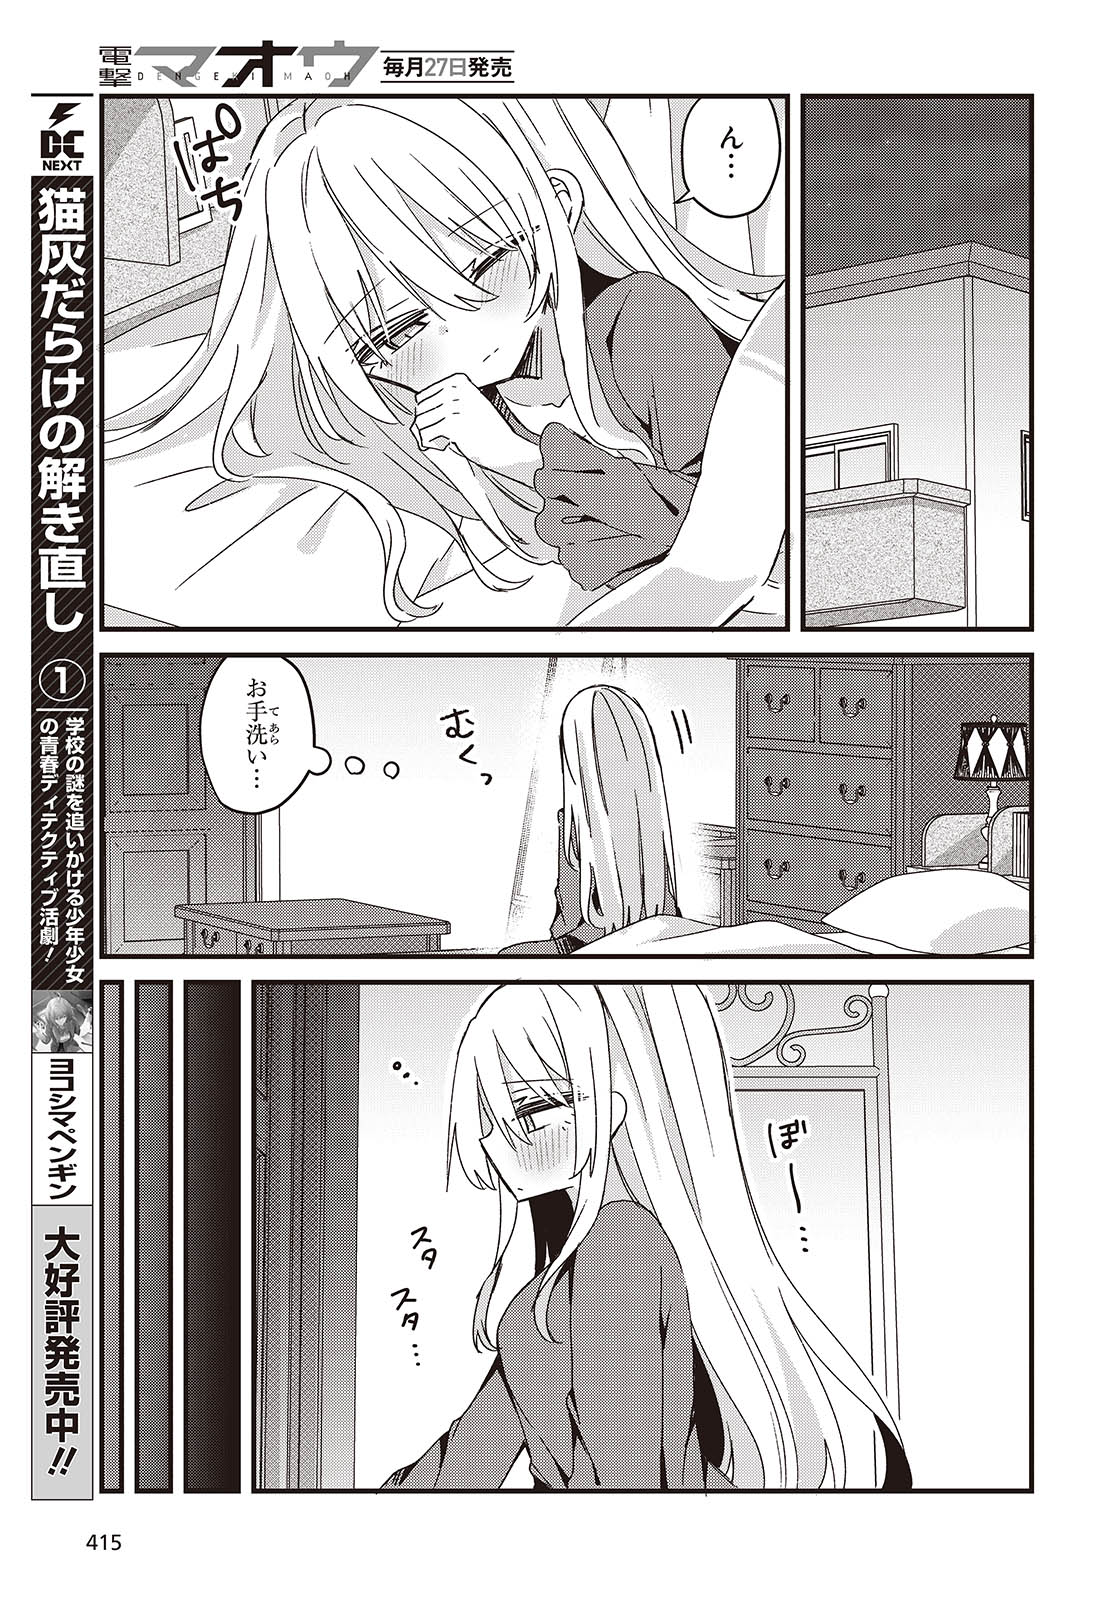 電撃マオウ
DENGEKI MAOH
毎月27日発売
ん…
ぱち
お手洗い…
てあら
むくっ
ぼー…
スタ
スタ…
DC
NEXT
猫灰だらけの解き直し ①
学校の謎を追いかける少年少女
の青春ディテクティブ活劇！
ヨコシマペンギン
大好評発売中!!
415